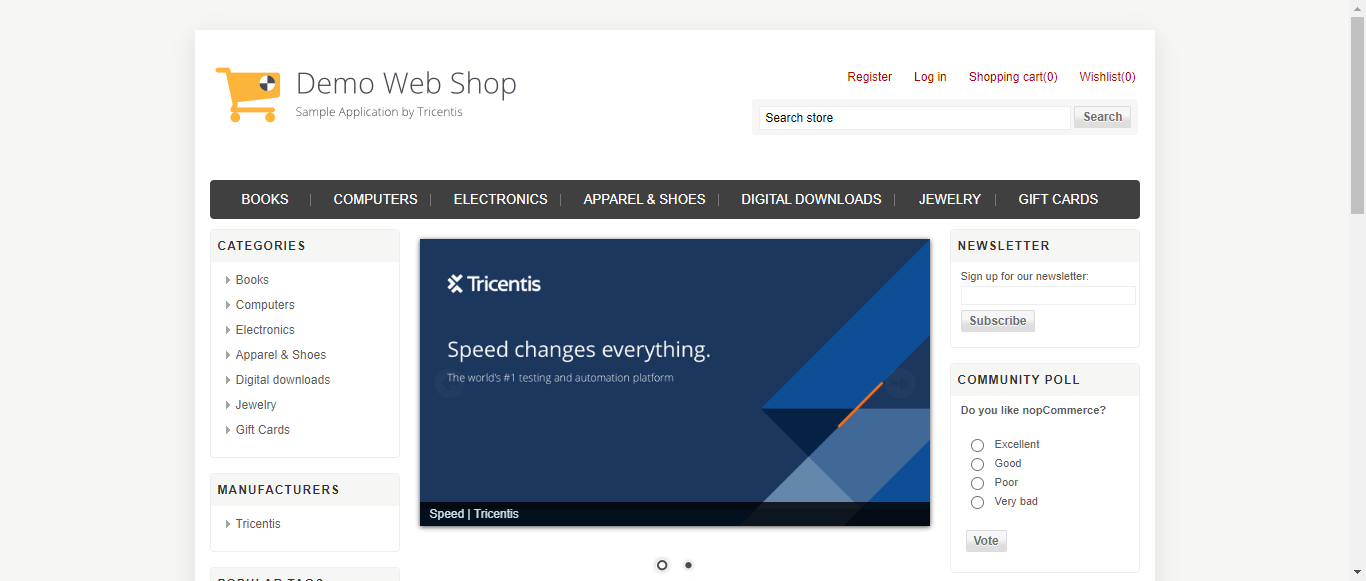 Demo Web Shop
Sample Application by Tricentis
Register Log in Shopping cart(0) Wishlist(0)
Search store Search
BOOKS COMPUTERS ELECTRONICS APPAREL & SHOES DIGITAL DOWNLOADS JEWELRY GIFT CARDS
CATEGORIES
Books
Computers
Electronics
Apparel & Shoes
Digital downloads
Jewelry
Gift Cards
MANUFACTURERS
Tricentis
POPULAR TAGS
Tricentis
Speed changes everything.
The world's #1 testing and automation platform
Speed | Tricentis
NEWSLETTER
Sign up for our newsletter:
Subscribe
COMMUNITY POLL
Do you like nopCommerce?
Excellent
Good
Poor
Very bad
Vote